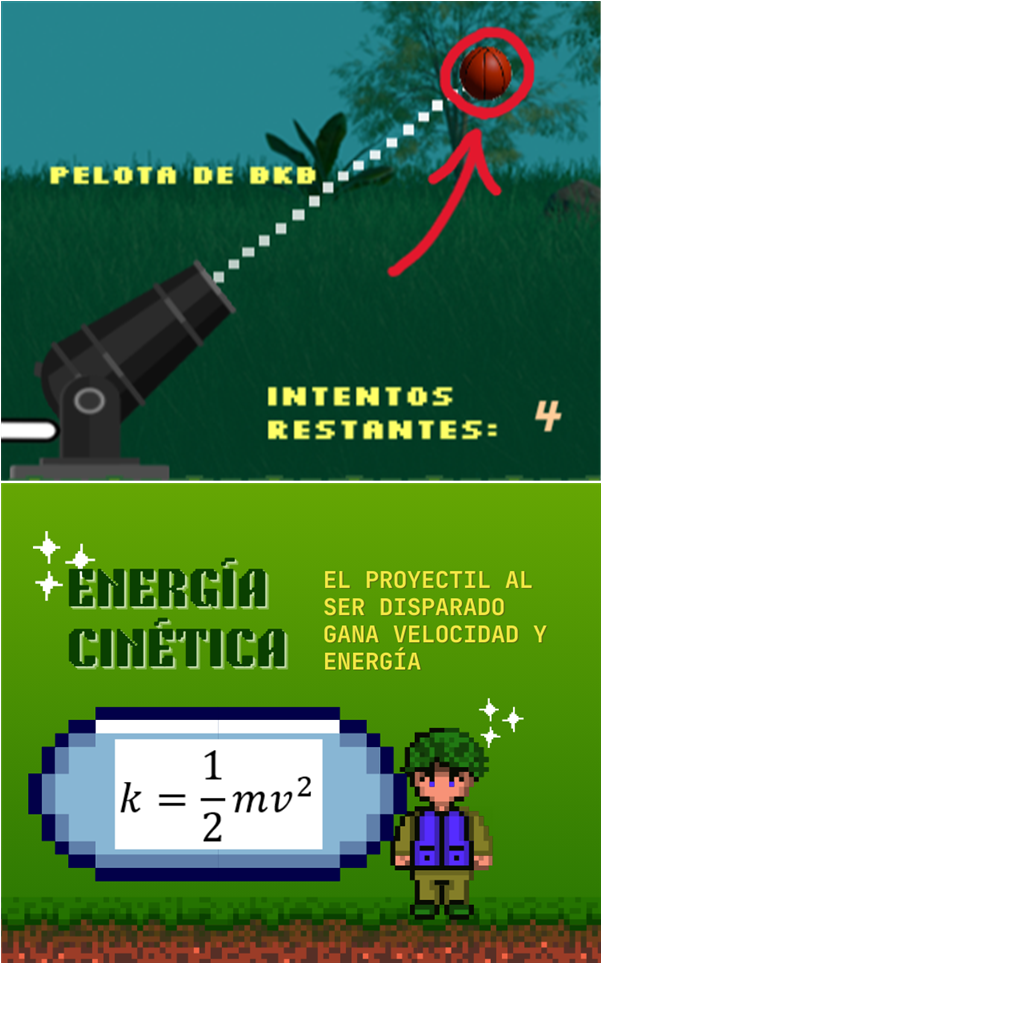 PELOTA DE BKB
INTENTOS
RESTANTES: 4
ENERGÍA
CINÉTICA
EL PROYECTIL AL
SER DISPARADO
GANA VELOCIDAD Y
ENERGÍA
k = 1/2 mv²